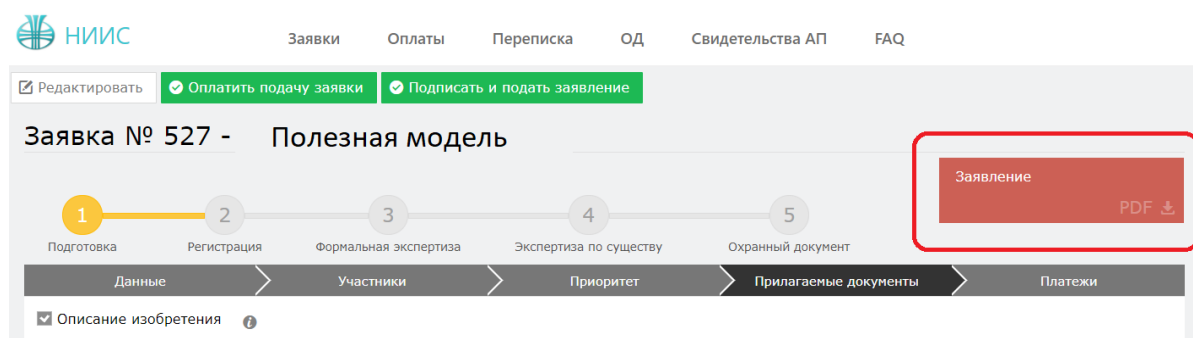 НИИС Заявки Оплаты Переписка ОД Свидетельства АП FAQ
Редактировать Оплатить подачу заявки Подписать и подать заявление
Заявка № 527 - Полезная модель
Заявление
PDF
1 2 3 4 5
Подготовка Регистрация Формальная экспертиза Экспертиза по существу Охранный документ
Данные Участники Приоритет Прилагаемые документы Платежи
Описание изобретения i